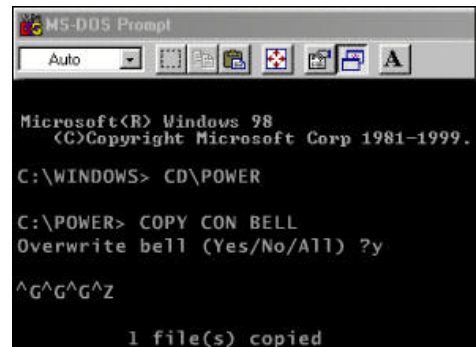 MS-DOS Prompt
Auto A
Microsoft(R) Windows 98
(C)Copyright Microsoft Corp 1981-1999.
C:\WINDOWS> CD\POWER
C:\POWER> COPY CON BELL
Overwrite bell (Yes/No/All) ?y
^G^G^G^Z
1 file(s) copied